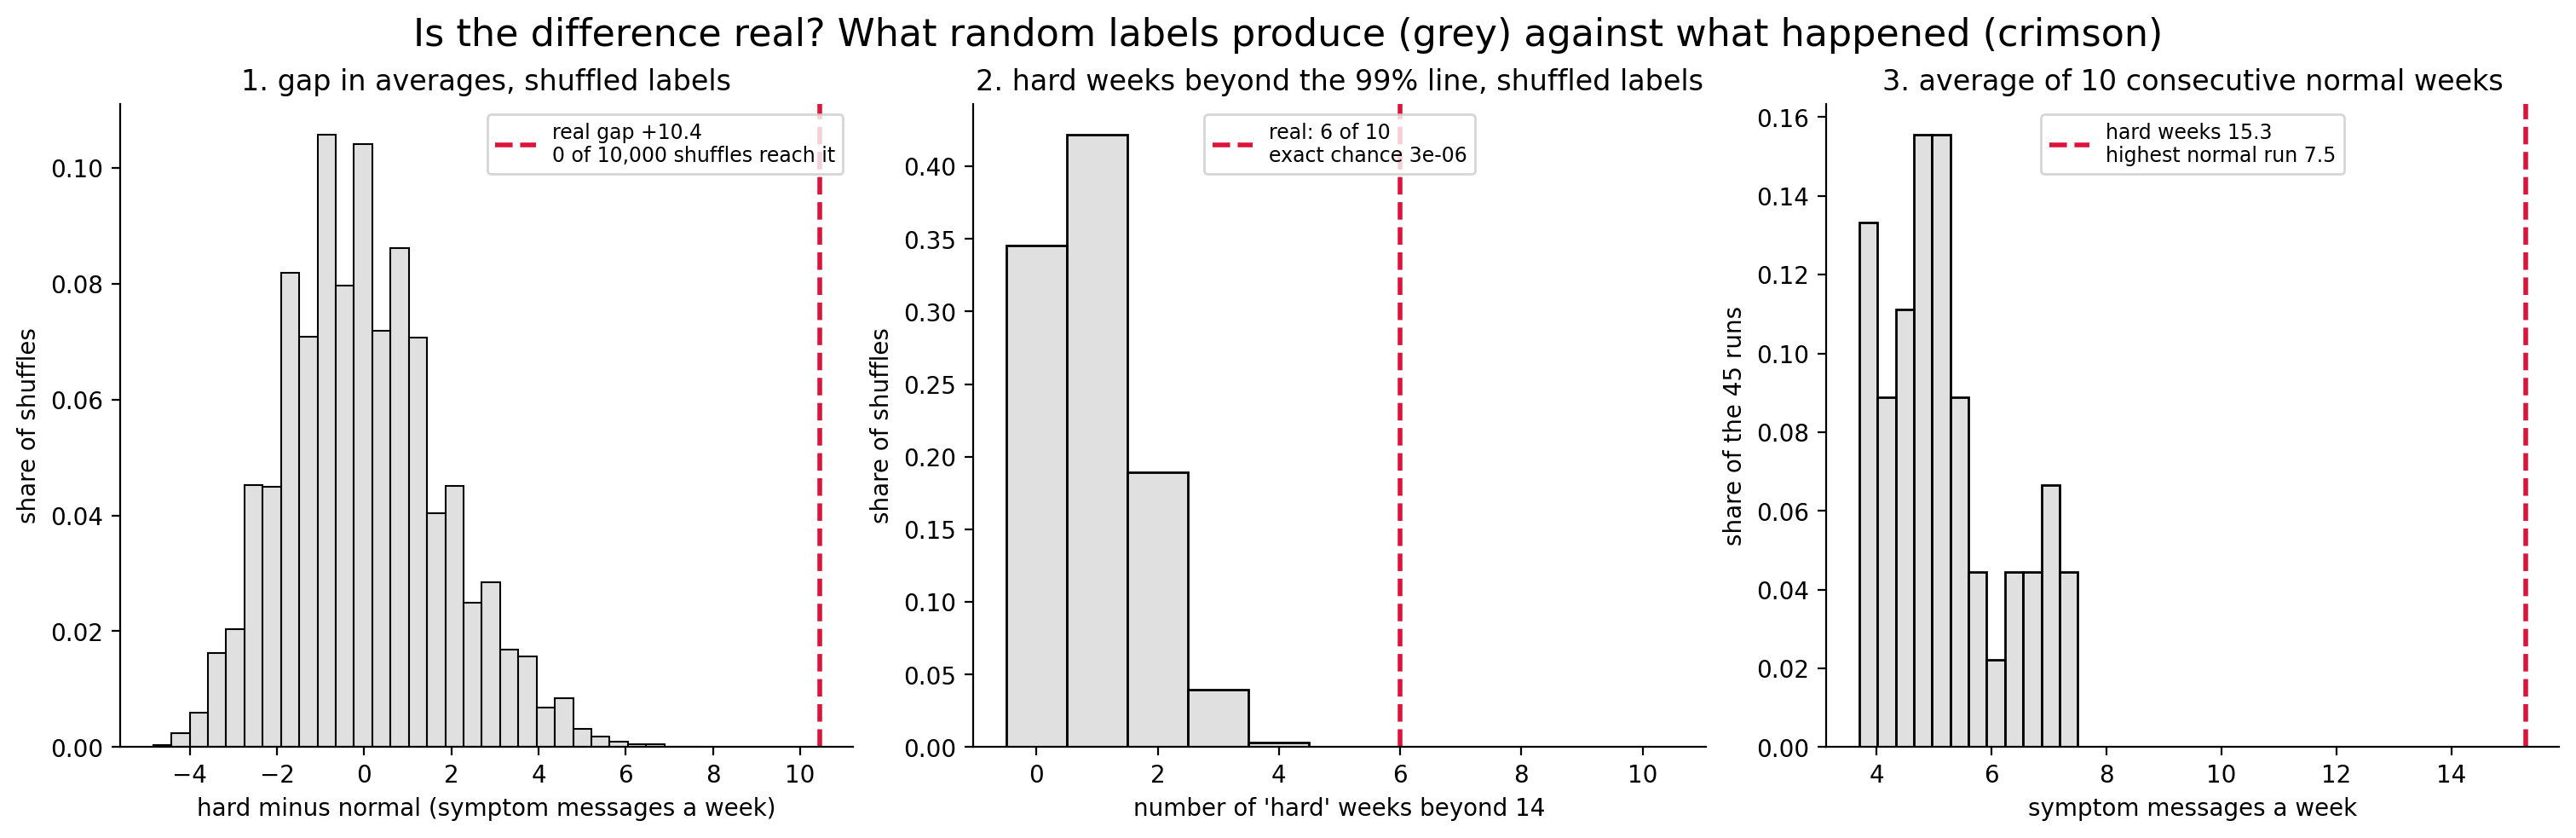 Is the difference real? What random labels produce (grey) against what happened (crimson)
1. gap in averages, shuffled labels
real gap +10.4
0 of 10,000 shuffles reach it
share of shuffles
0.10
0.08
0.06
0.04
0.02
0.00
−4 −2 0 2 4 6 8 10
hard minus normal (symptom messages a week)
2. hard weeks beyond the 99% line, shuffled labels
real: 6 of 10
exact chance 3e-06
share of shuffles
0.40
0.35
0.30
0.25
0.20
0.15
0.10
0.05
0.00
0 2 4 6 8 10
number of 'hard' weeks beyond 14
3. average of 10 consecutive normal weeks
hard weeks 15.3
highest normal run 7.5
share of the 45 runs
0.16
0.14
0.12
0.10
0.08
0.06
0.04
0.02
0.00
4 6 8 10 12 14
symptom messages a week